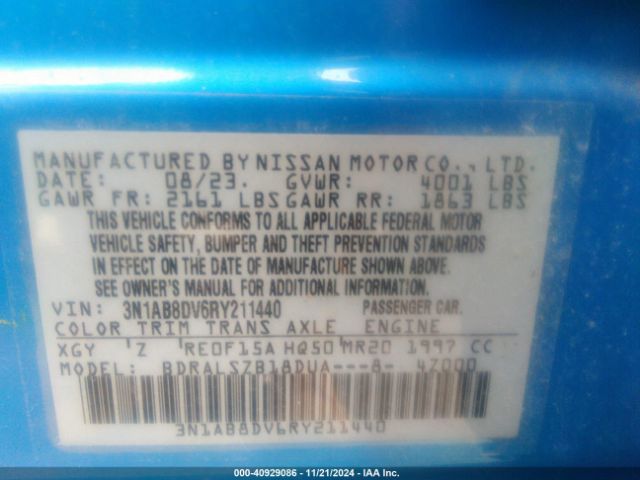 MANUFACTURED BY NISSAN MOTOR CO., LTD.
DATE: 08/23. GVWR: 4001 LBS
GAWR FR: 2161 LBS GAWR RR: 1863 LBS
THIS VEHICLE CONFORMS TO ALL APPLICABLE FEDERAL MOTOR
VEHICLE SAFETY, BUMPER AND THEFT PREVENTION STANDARDS
IN EFFECT ON THE DATE OF MANUFACTURE SHOWN ABOVE.
SEE OWNER'S MANUAL FOR ADDITIONAL INFORMATION.
VIN: 3N1AB8DV6RY211440 PASSENGER CAR.
COLOR TRIM TRANS AXLE ENGINE
XGY Z RE0F15A HQ50 MR20 1997 CC
MODEL: BDRALSZB18DUA---8- 4Z000
3N1AB8DV6RY211440
000-40929086 - 11/21/2024 - IAA Inc.